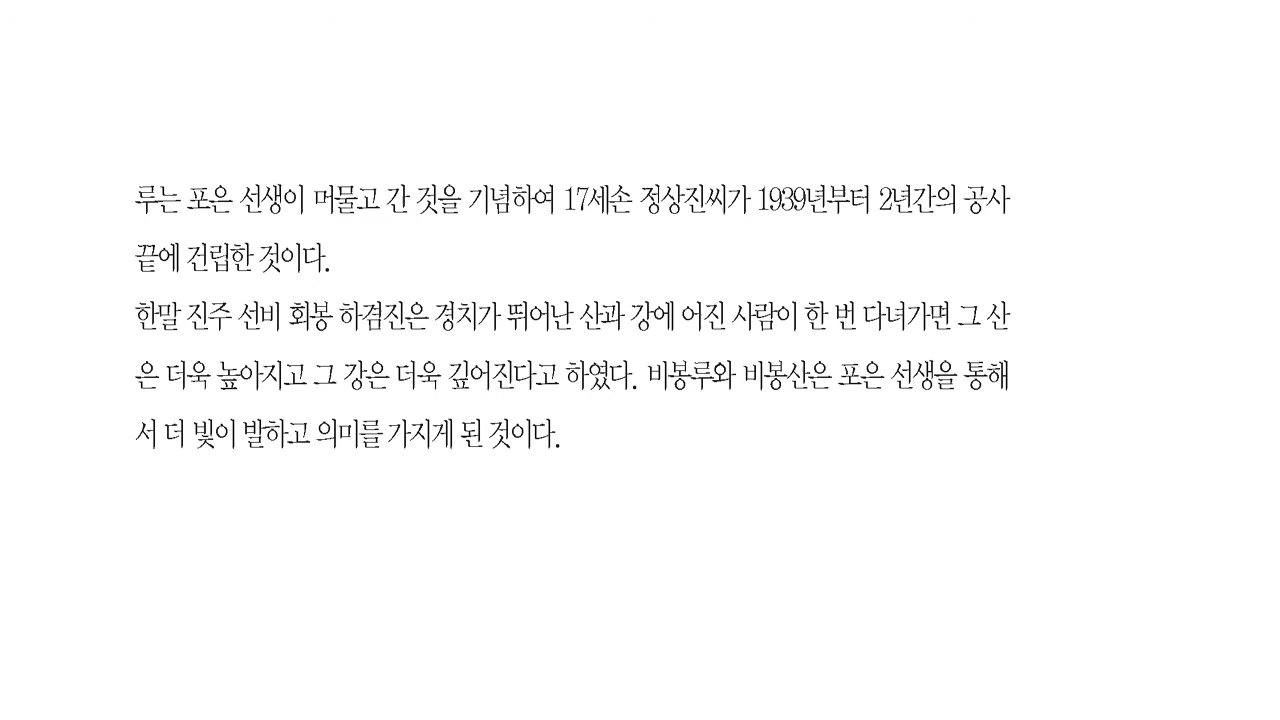 루는 포은 선생이 머물고 간 것을 기념하여 17세손 정상진씨가 1939년부터 2년간의 공사
끝에 건립한 것이다.
한말 진주 선비 회봉 하겸진은 경치가 뛰어난 산과 강에 어진 사람이 한 번 다녀가면 그 산
은 더욱 높아지고 그 강은 더욱 깊어진다고 하였다. 비봉루와 비봉산은 포은 선생을 통해
서 더 빛이 발하고 의미를 가지게 된 것이다.